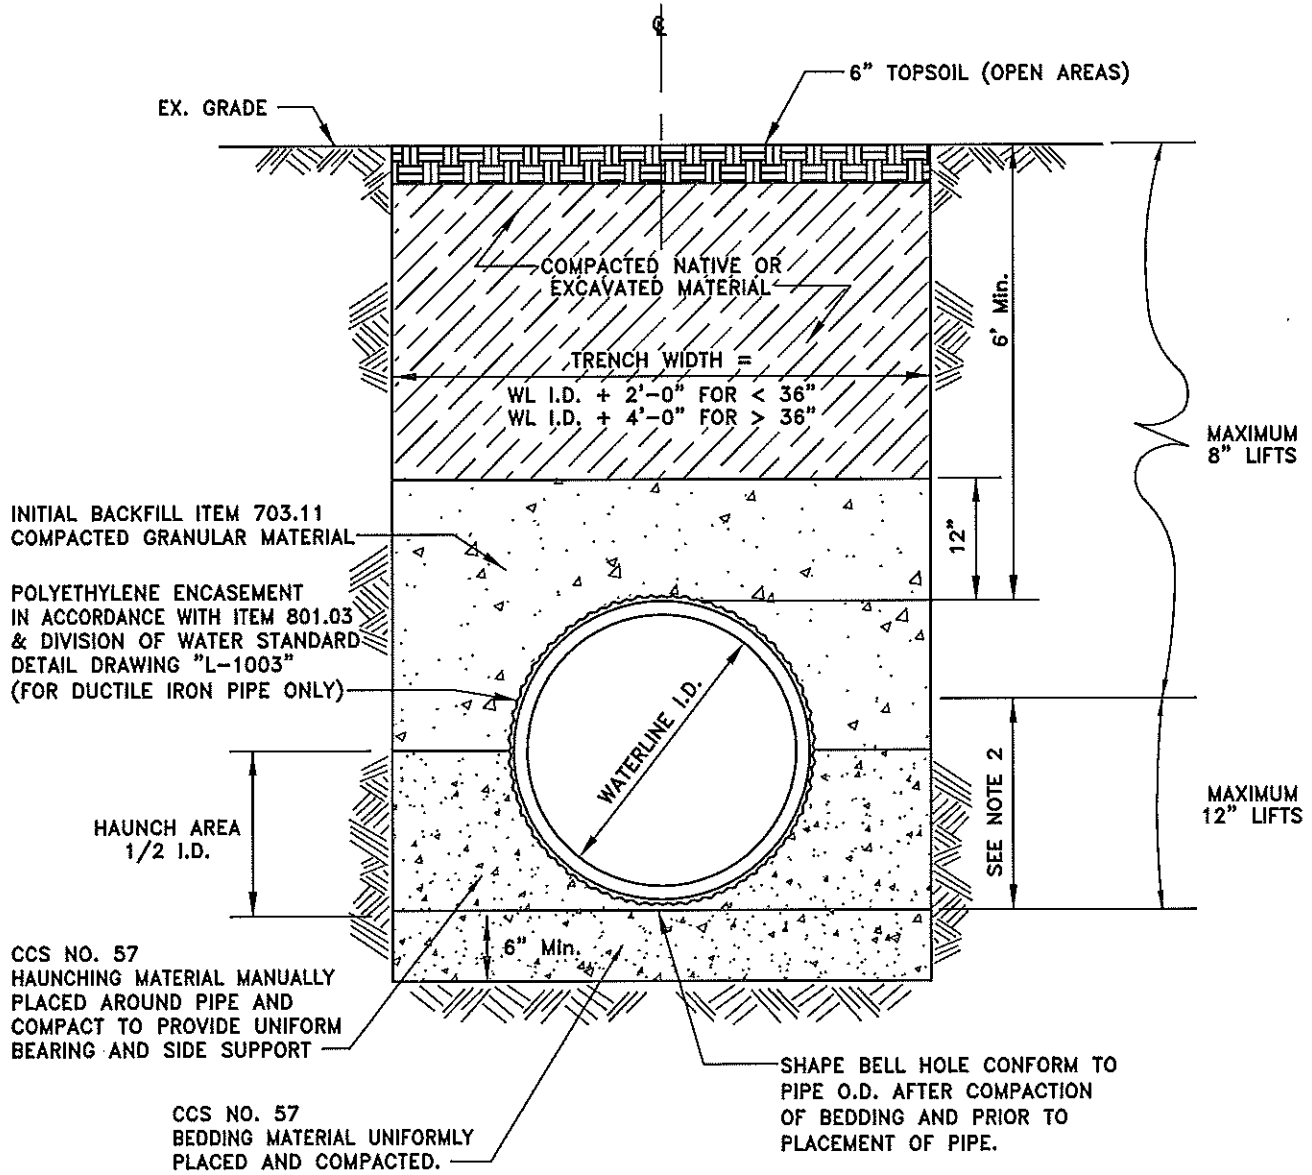 ℄
6" TOPSOIL (OPEN AREAS)
EX. GRADE
COMPACTED NATIVE OR
EXCAVATED MATERIAL
6' Min.
TRENCH WIDTH =
WL I.D. + 2'-0" FOR < 36"
WL I.D. + 4'-0" FOR > 36"
MAXIMUM
8" LIFTS
INITIAL BACKFILL ITEM 703.11
COMPACTED GRANULAR MATERIAL
12"
POLYETHYLENE ENCASEMENT
IN ACCORDANCE WITH ITEM 801.03
& DIVISION OF WATER STANDARD
DETAIL DRAWING "L-1003"
(FOR DUCTILE IRON PIPE ONLY)
WATERLINE I.D.
HAUNCH AREA
1/2 I.D.
SEE NOTE 2
MAXIMUM
12" LIFTS
6" Min.
CCS NO. 57
HAUNCHING MATERIAL MANUALLY
PLACED AROUND PIPE AND
COMPACT TO PROVIDE UNIFORM
BEARING AND SIDE SUPPORT
SHAPE BELL HOLE CONFORM TO
PIPE O.D. AFTER COMPACTION
OF BEDDING AND PRIOR TO
PLACEMENT OF PIPE.
CCS NO. 57
BEDDING MATERIAL UNIFORMLY
PLACED AND COMPACTED.